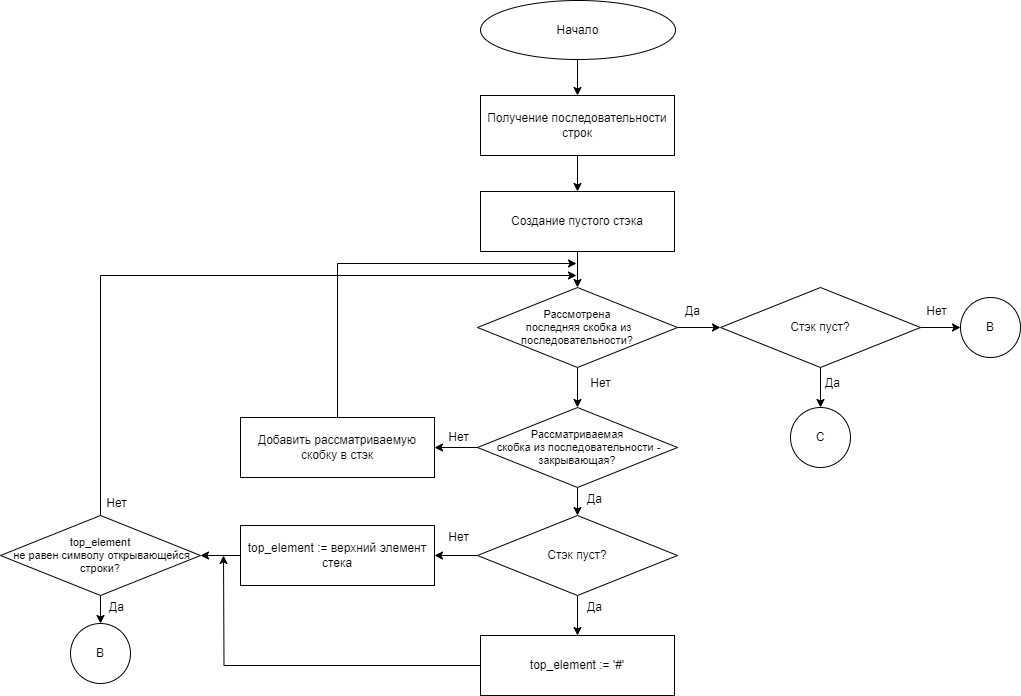 Начало
Получение последовательности
строк
Создание пустого стэка
Рассмотрена
последняя скобка из
последовательности?
Да
Стэк пуст?
Нет
B
Да
C
Нет
Рассматриваемая
скобка из последовательности -
закрывающая?
Нет
Добавить рассматриваемую
скобку в стэк
Да
Стэк пуст?
Нет
top_element := верхний элемент
стека
Да
top_element := '#'
Нет
top_element
не равен символу открывающейся
строки?
Да
B